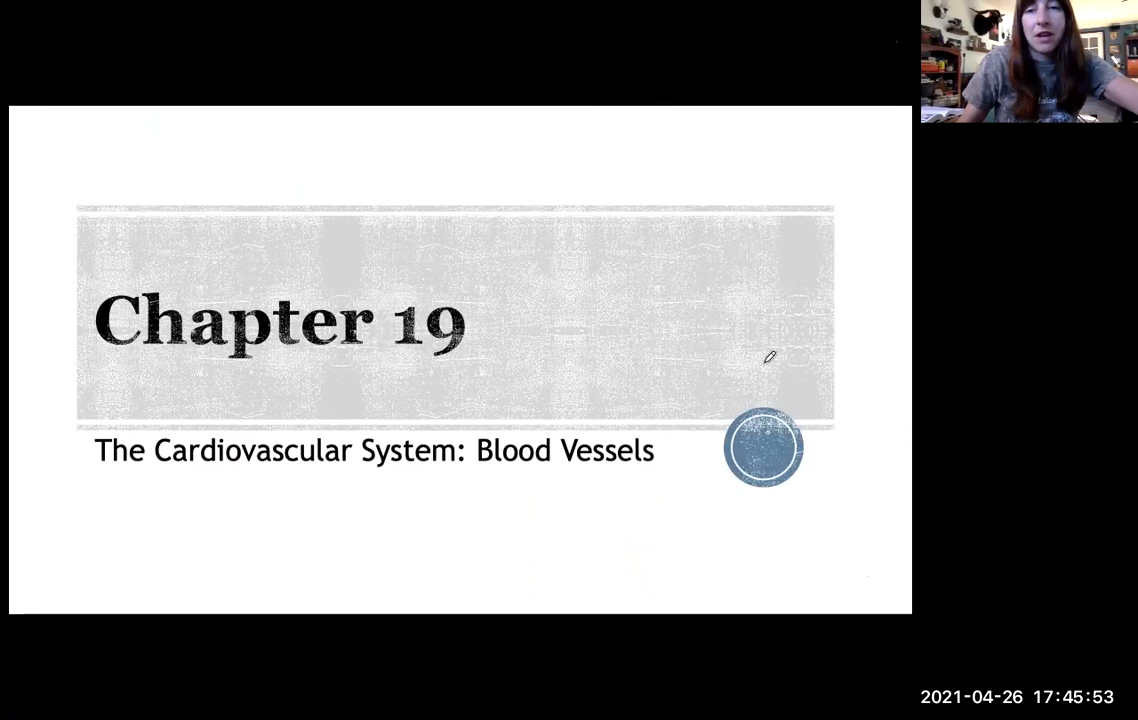 Chapter 19
The Cardiovascular System: Blood Vessels
2021-04-26 17:45:53